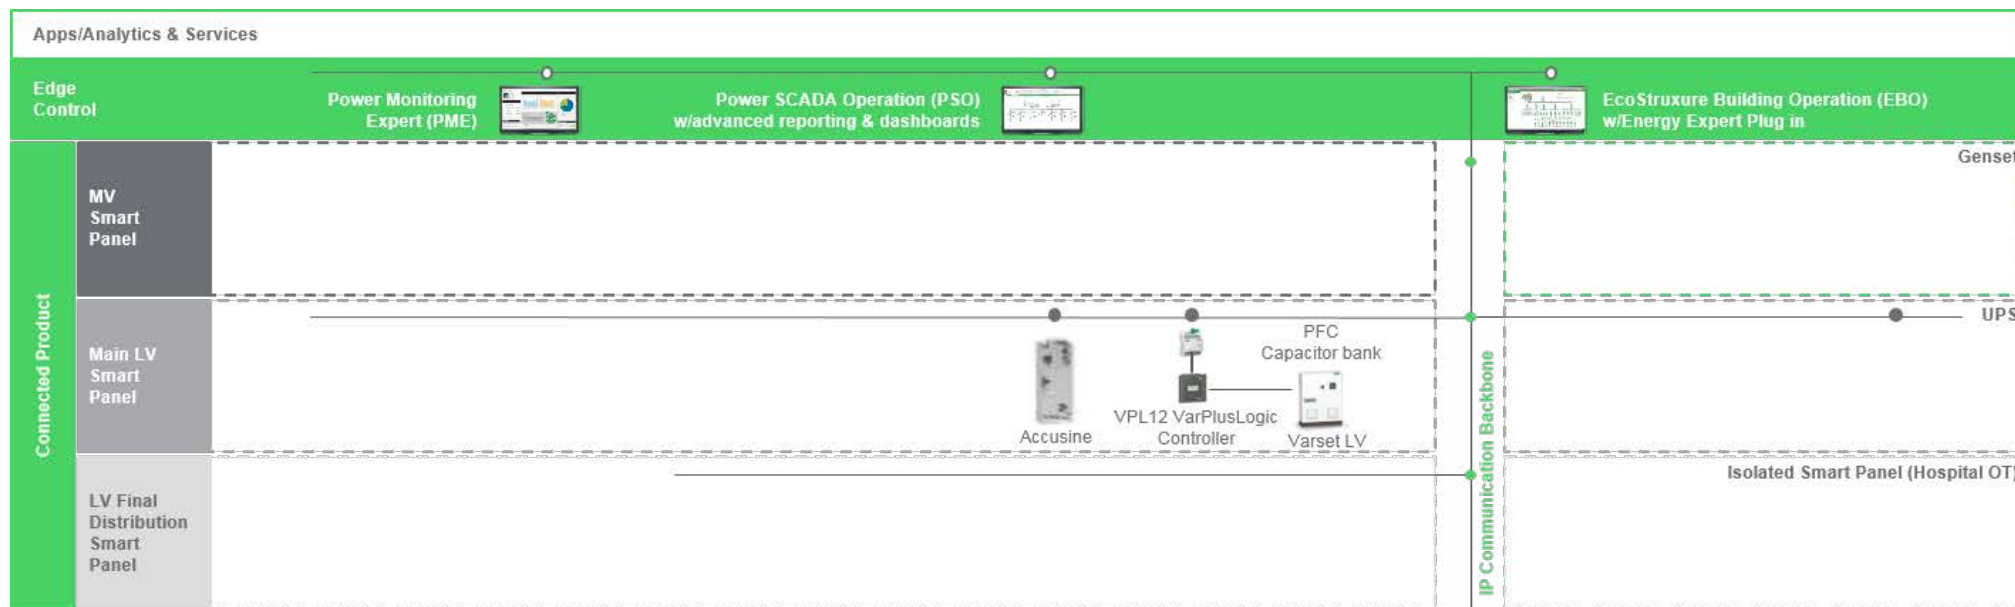 Apps/Analytics & Services
Edge
Control
Power Monitoring
Expert (PME)
Power SCADA Operation (PSO)
w/advanced reporting & dashboards
EcoStruxure Building Operation (EBO)
w/Energy Expert Plug in
Connected Product
MV
Smart
Panel
Genset
Main LV
Smart
Panel
Accusine
VPL12 VarPlusLogic
Controller
PFC
Capacitor bank
Varset LV
UPS
IP Communication Backbone
LV Final
Distribution
Smart
Panel
Isolated Smart Panel (Hospital OT)